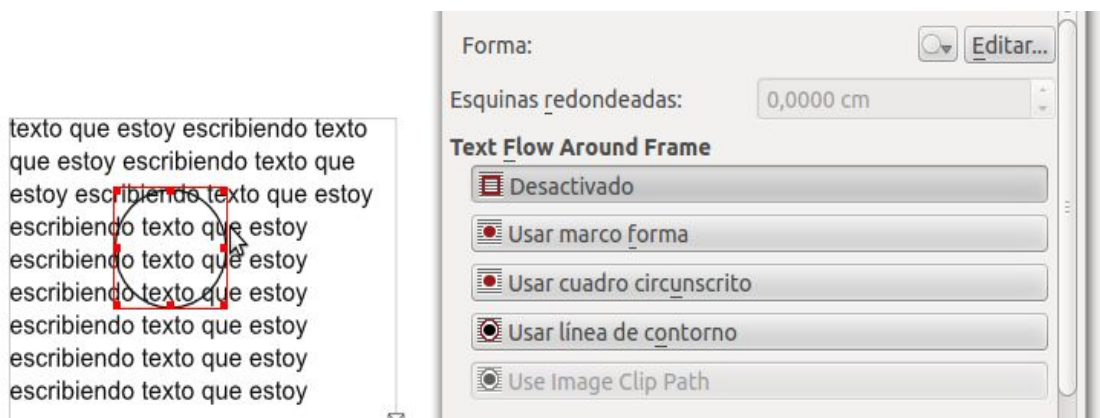 texto que estoy escribiendo texto
que estoy escribiendo texto que
estoy escribiendo texto que estoy
escribiendo texto que estoy
escribiendo texto que estoy
escribiendo texto que estoy
escribiendo texto que estoy
escribiendo texto que estoy
escribiendo texto que estoy
Forma:
Editar...
Esquinas redondeadas:
0,0000 cm
Text Flow Around Frame
Desactivado
Usar marco forma
Usar cuadro circunscrito
Usar línea de contorno
Use Image Clip Path